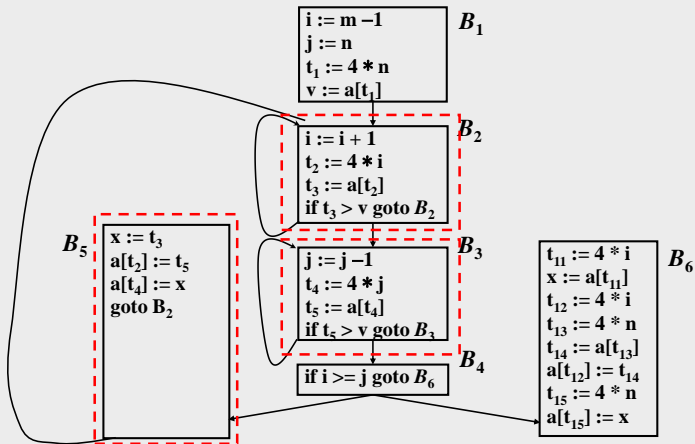 B₁
i := m −1
j := n
t₁ := 4 * n
v := a[t₁]
B₂
i := i + 1
t₂ := 4 * i
t₃ := a[t₂]
if t₃ > v goto B₂
B₃
j := j −1
t₄ := 4 * j
t₅ := a[t₄]
if t₅ > v goto B₃
B₄
if i >= j goto B₆
B₅
x := t₃
a[t₂] := t₅
a[t₄] := x
goto B₂
B₆
t₁₁ := 4 * i
x := a[t₁₁]
t₁₂ := 4 * i
t₁₃ := 4 * n
t₁₄ := a[t₁₃]
a[t₁₂] := t₁₄
t₁₅ := 4 * n
a[t₁₅] := x